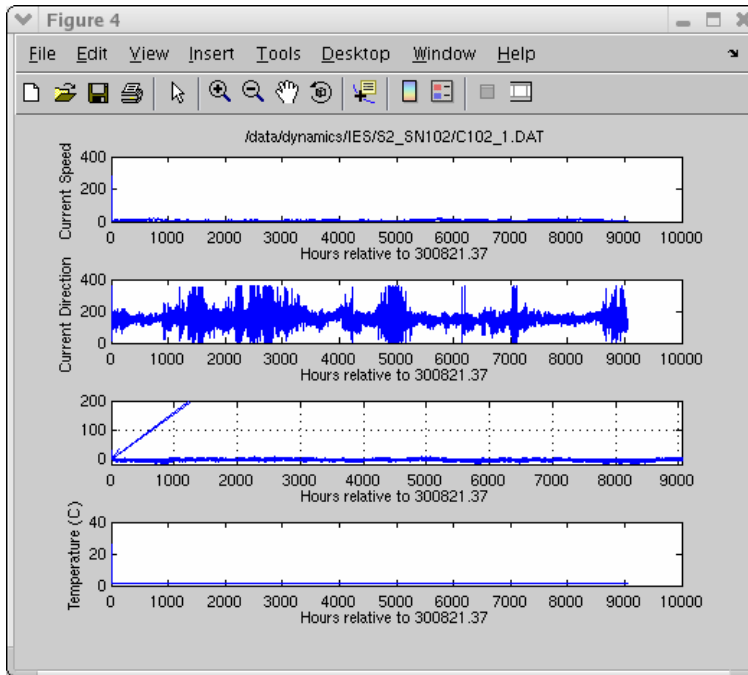 Figure 4
File Edit View Insert Tools Desktop Window Help
/data/dynamics/IES/S2_SN102/C102_1.DAT
Current Speed
400
200
0
0 1000 2000 3000 4000 5000 6000 7000 8000 9000 10000
Hours relative to 300821.37
Current Direction
400
200
0
0 1000 2000 3000 4000 5000 6000 7000 8000 9000 10000
Hours relative to 300821.37
200
100
0
0 1000 2000 3000 4000 5000 6000 7000 8000 9000
Hours relative to 300821.37
Temperature (C)
40
20
0
0 1000 2000 3000 4000 5000 6000 7000 8000 9000 10000
Hours relative to 300821.37